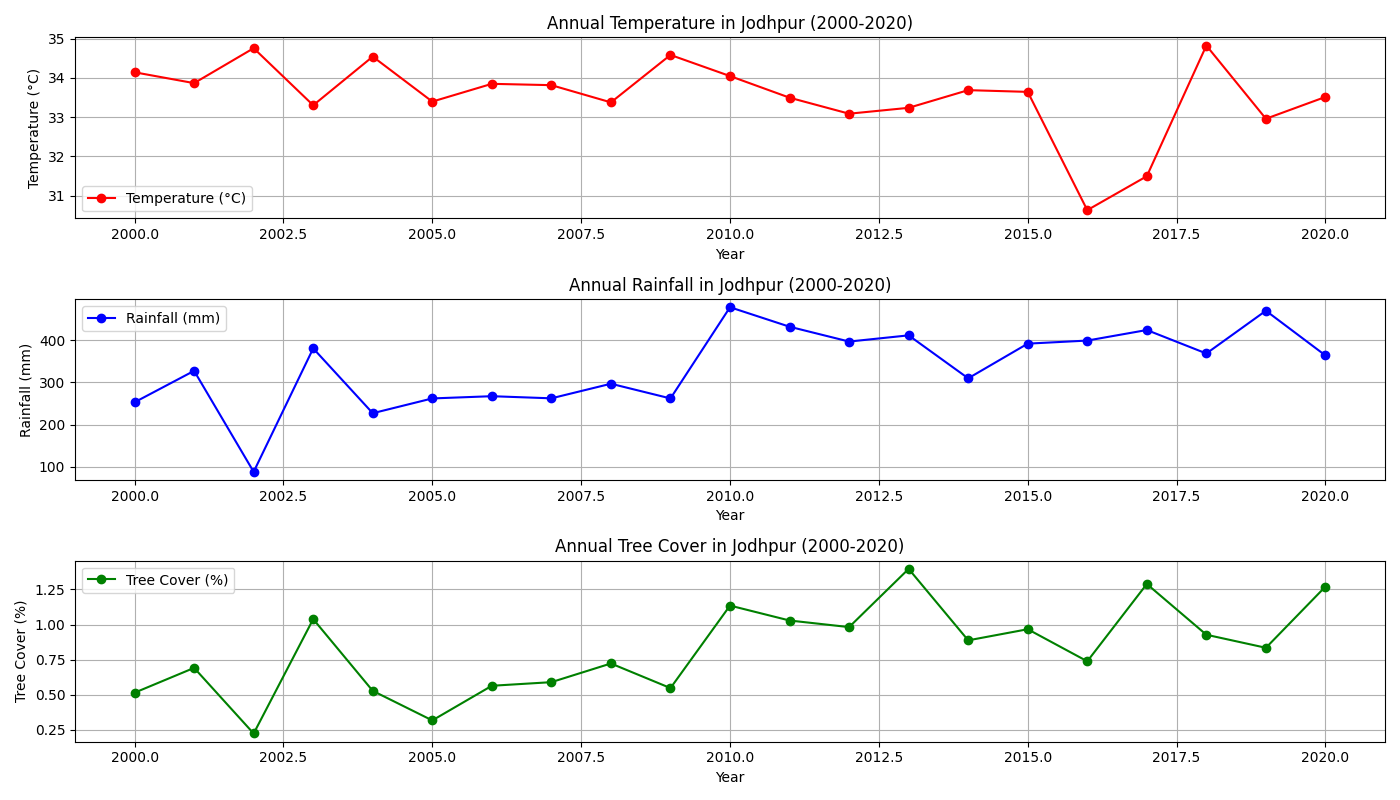 Annual Temperature in Jodhpur (2000-2020)
35
34
33
32
31
Temperature (°C)
Temperature (°C)
2000.0 2002.5 2005.0 2007.5 2010.0 2012.5 2015.0 2017.5 2020.0
Year
Annual Rainfall in Jodhpur (2000-2020)
Rainfall (mm)
400
300
200
100
Rainfall (mm)
2000.0 2002.5 2005.0 2007.5 2010.0 2012.5 2015.0 2017.5 2020.0
Year
Annual Tree Cover in Jodhpur (2000-2020)
Tree Cover (%)
1.25
1.00
0.75
0.50
0.25
Tree Cover (%)
2000.0 2002.5 2005.0 2007.5 2010.0 2012.5 2015.0 2017.5 2020.0
Year